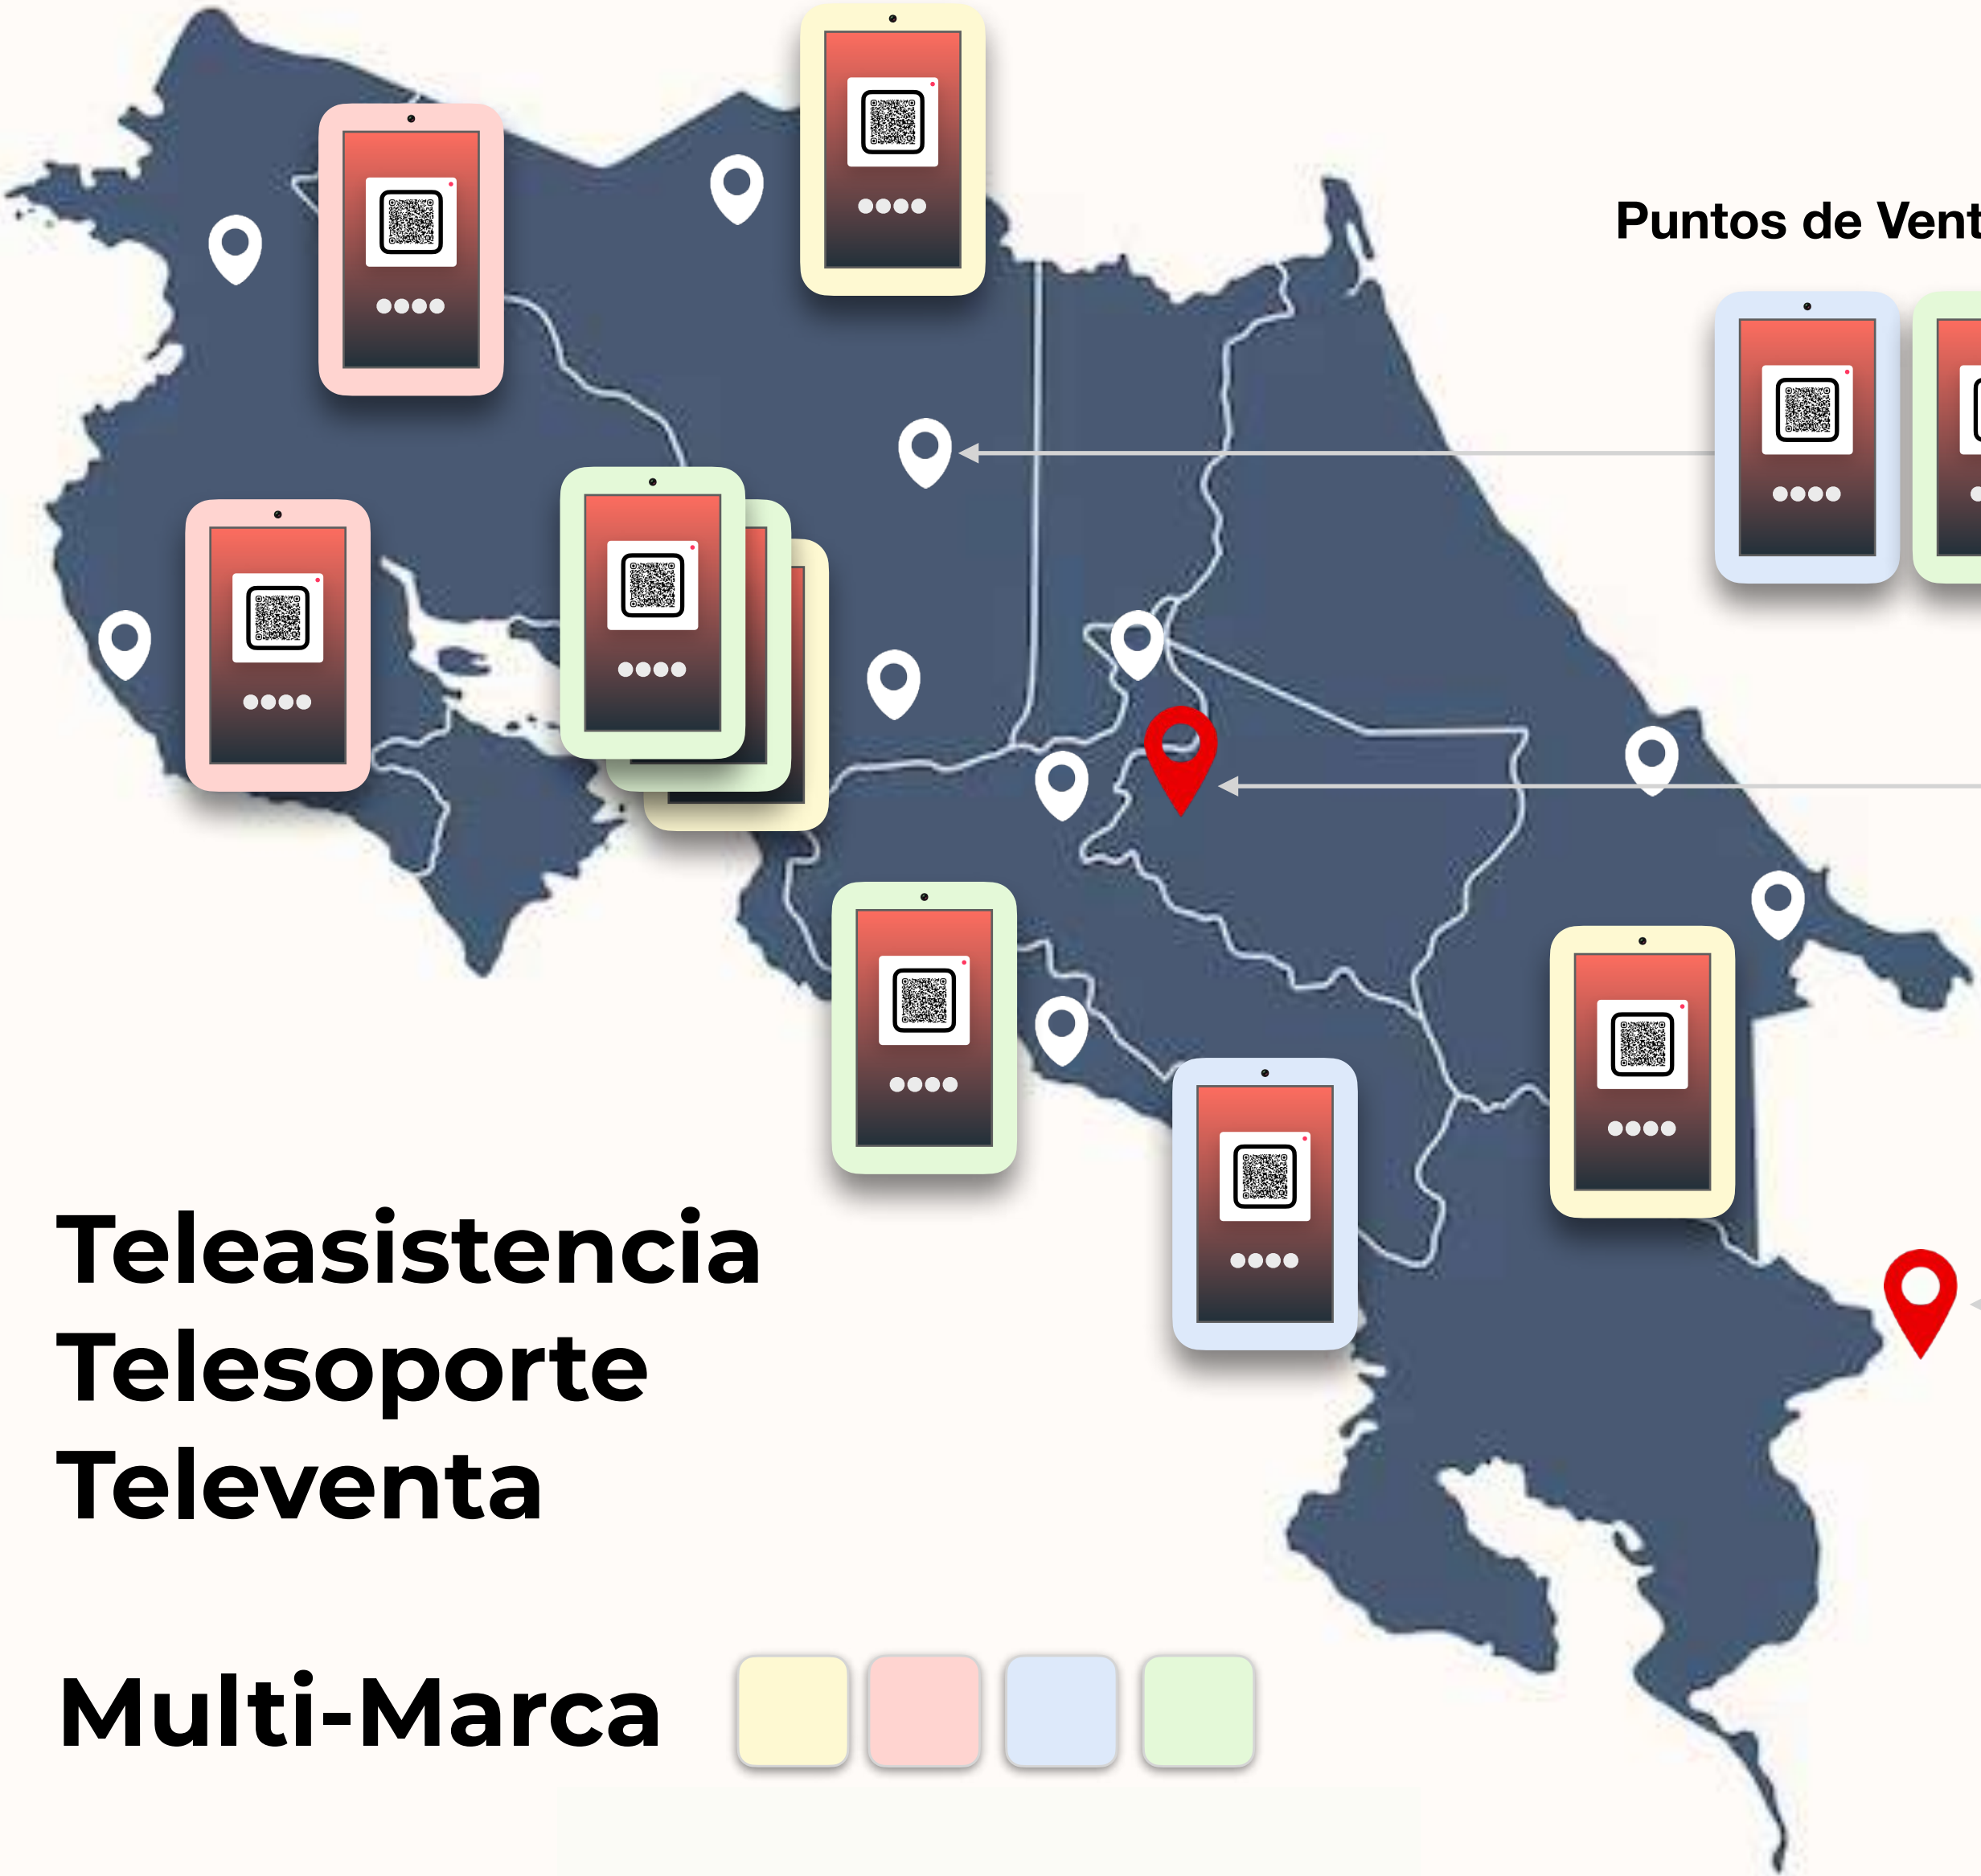 Puntos de Vent
Teleasistencia
Telesoporte
Televenta
Multi-Marca